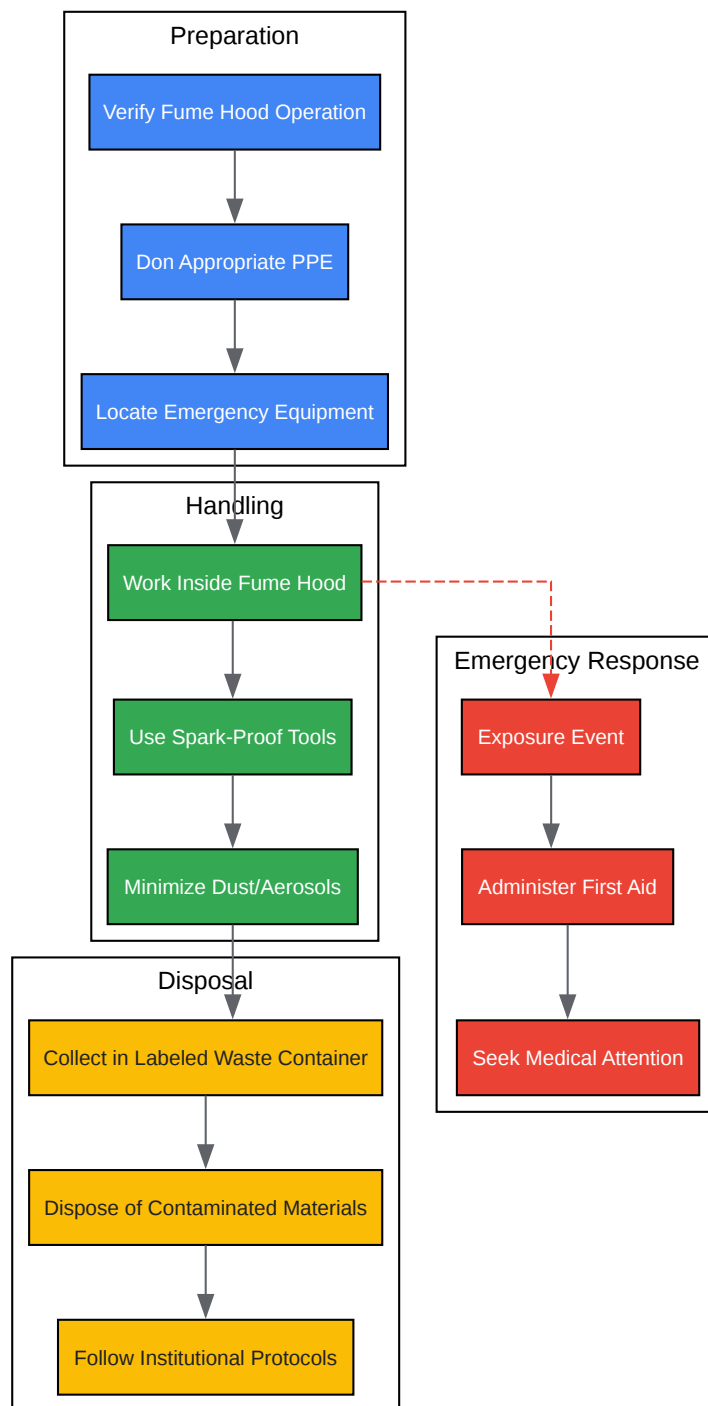 Preparation
Verify Fume Hood Operation
Don Appropriate PPE
Locate Emergency Equipment
Handling
Work Inside Fume Hood
Use Spark-Proof Tools
Minimize Dust/Aerosols
Emergency Response
Exposure Event
Administer First Aid
Seek Medical Attention
Disposal
Collect in Labeled Waste Container
Dispose of Contaminated Materials
Follow Institutional Protocols